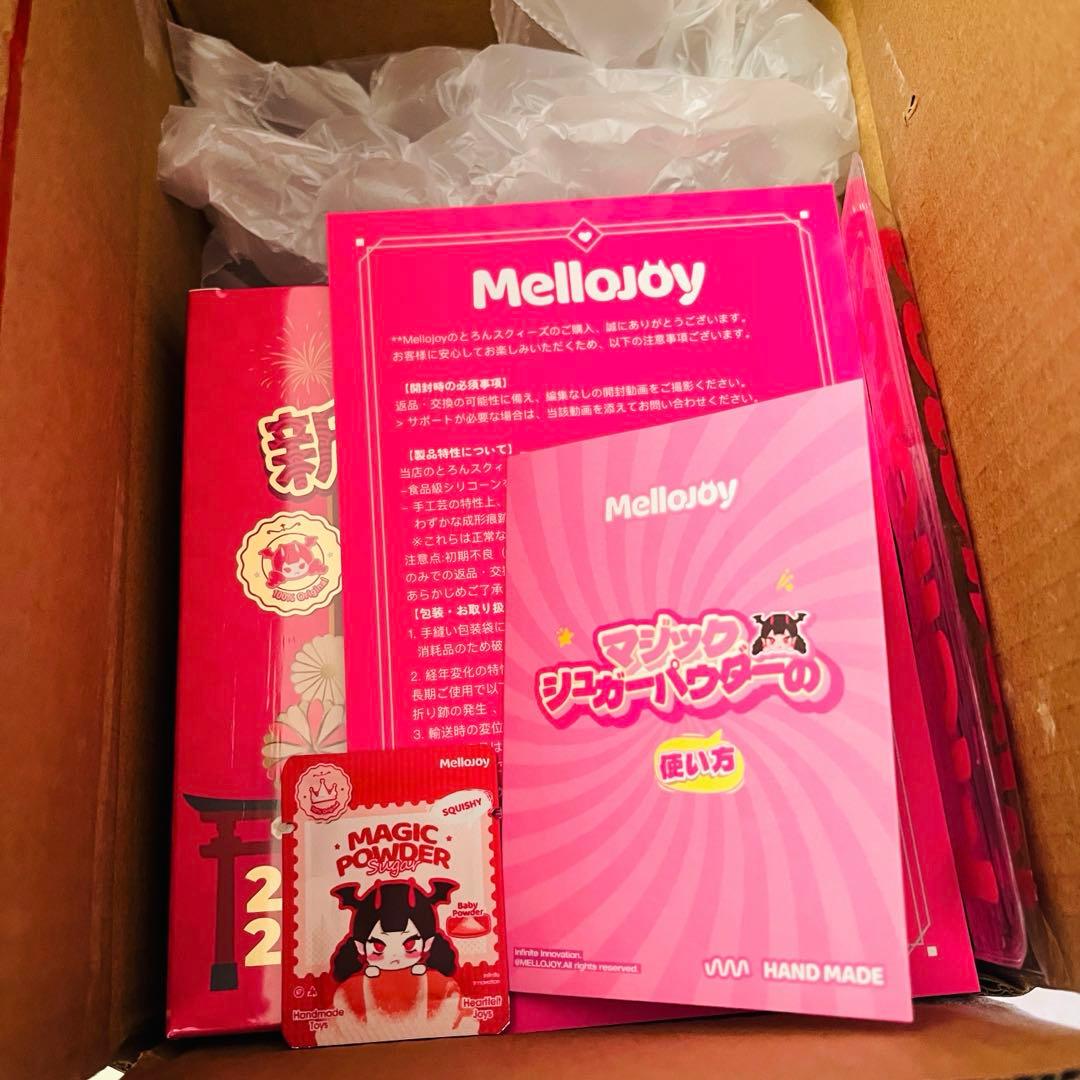 MelloJoy
**Mellojoyのとろんスクィーズのご購入、誠にありがとうございます。
お客様に安心してお楽しみいただくため、以下の注意事項ございます。
【開封時の必須事項】
返品・交換の可能性に備え、編集なしの開封動画をご撮影ください。
> サポートが必要な場合は、当該動画を添えてお問い合わせください。
【製品特性について】
当店のとろんスクィ
–食品級シリコーン
– 手工芸の特性上、
わずかな成形痕跡
※これらは正常な
注意点:初期不良（
のみでの返品・交換
あらかじめご了承
【包装・お取り扱
1. 手縫い包装袋に
消耗品のため破
2. 経年変化の特性
長期ご使用で以
折り跡の発生、
3. 輸送時の変位
新
100% Original
2
2
MelloJoy
マジック
シュガーパウダーの
使い方
Infinite Innovation.
@MELLOJOY.All rights reserved.
HAND MADE
MelloJoy
SQUISHY
MAGIC
POWDER
Sugar
Baby
Powder
Infinite
Innovation
Handmade
Toys
Heartfelt
Joys